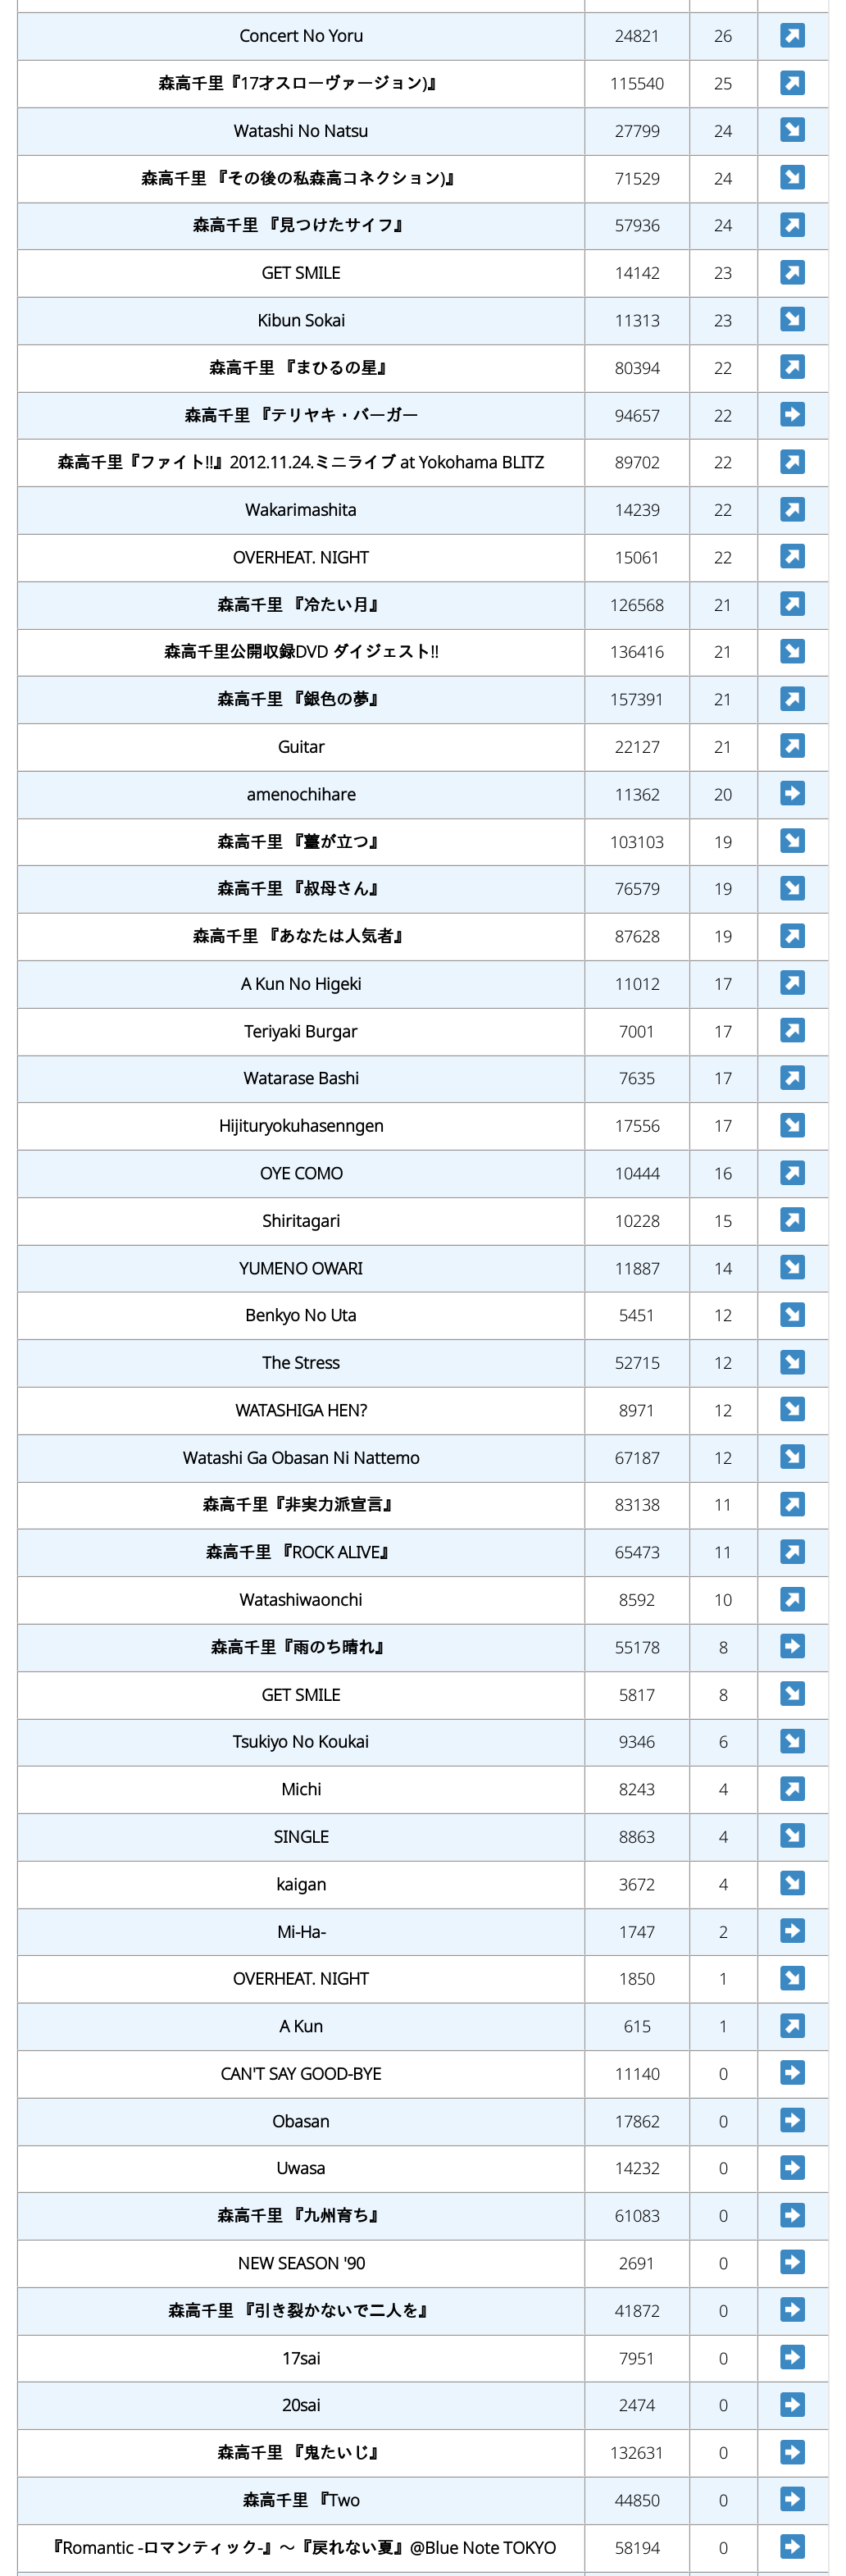 Concert No Yoru 24821 26
森高千里『17才スローヴァージョン)』 115540 25
Watashi No Natsu 27799 24
森高千里 『その後の私森高コネクション)』 71529 24
森高千里 『見つけたサイフ』 57936 24
GET SMILE 14142 23
Kibun Sokai 11313 23
森高千里 『まひるの星』 80394 22
森高千里 『テリヤキ・バーガー 94657 22
森高千里『ファイト!!』2012.11.24.ミニライブ at Yokohama BLITZ 89702 22
Wakarimashita 14239 22
OVERHEAT. NIGHT 15061 22
森高千里 『冷たい月』 126568 21
森高千里公開収録DVD ダイジェスト!! 136416 21
森高千里 『銀色の夢』 157391 21
Guitar 22127 21
amenochihare 11362 20
森高千里 『薹が立つ』 103103 19
森高千里 『叔母さん』 76579 19
森高千里 『あなたは人気者』 87628 19
A Kun No Higeki 11012 17
Teriyaki Burgar 7001 17
Watarase Bashi 7635 17
Hijituryokuhasenngen 17556 17
OYE COMO 10444 16
Shiritagari 10228 15
YUMENO OWARI 11887 14
Benkyo No Uta 5451 12
The Stress 52715 12
WATASHIGA HEN? 8971 12
Watashi Ga Obasan Ni Nattemo 67187 12
森高千里『非実力派宣言』 83138 11
森高千里 『ROCK ALIVE』 65473 11
Watashiwaonchi 8592 10
森高千里『雨のち晴れ』 55178 8
GET SMILE 5817 8
Tsukiyo No Koukai 9346 6
Michi 8243 4
SINGLE 8863 4
kaigan 3672 4
Mi-Ha- 1747 2
OVERHEAT. NIGHT 1850 1
A Kun 615 1
CAN'T SAY GOOD-BYE 11140 0
Obasan 17862 0
Uwasa 14232 0
森高千里 『九州育ち』 61083 0
NEW SEASON '90 2691 0
森高千里 『引き裂かないで二人を』 41872 0
17sai 7951 0
20sai 2474 0
森高千里 『鬼たいじ』 132631 0
森高千里 『Two 44850 0
『Romantic -ロマンティック-』～『戻れない夏』@Blue Note TOKYO 58194 0